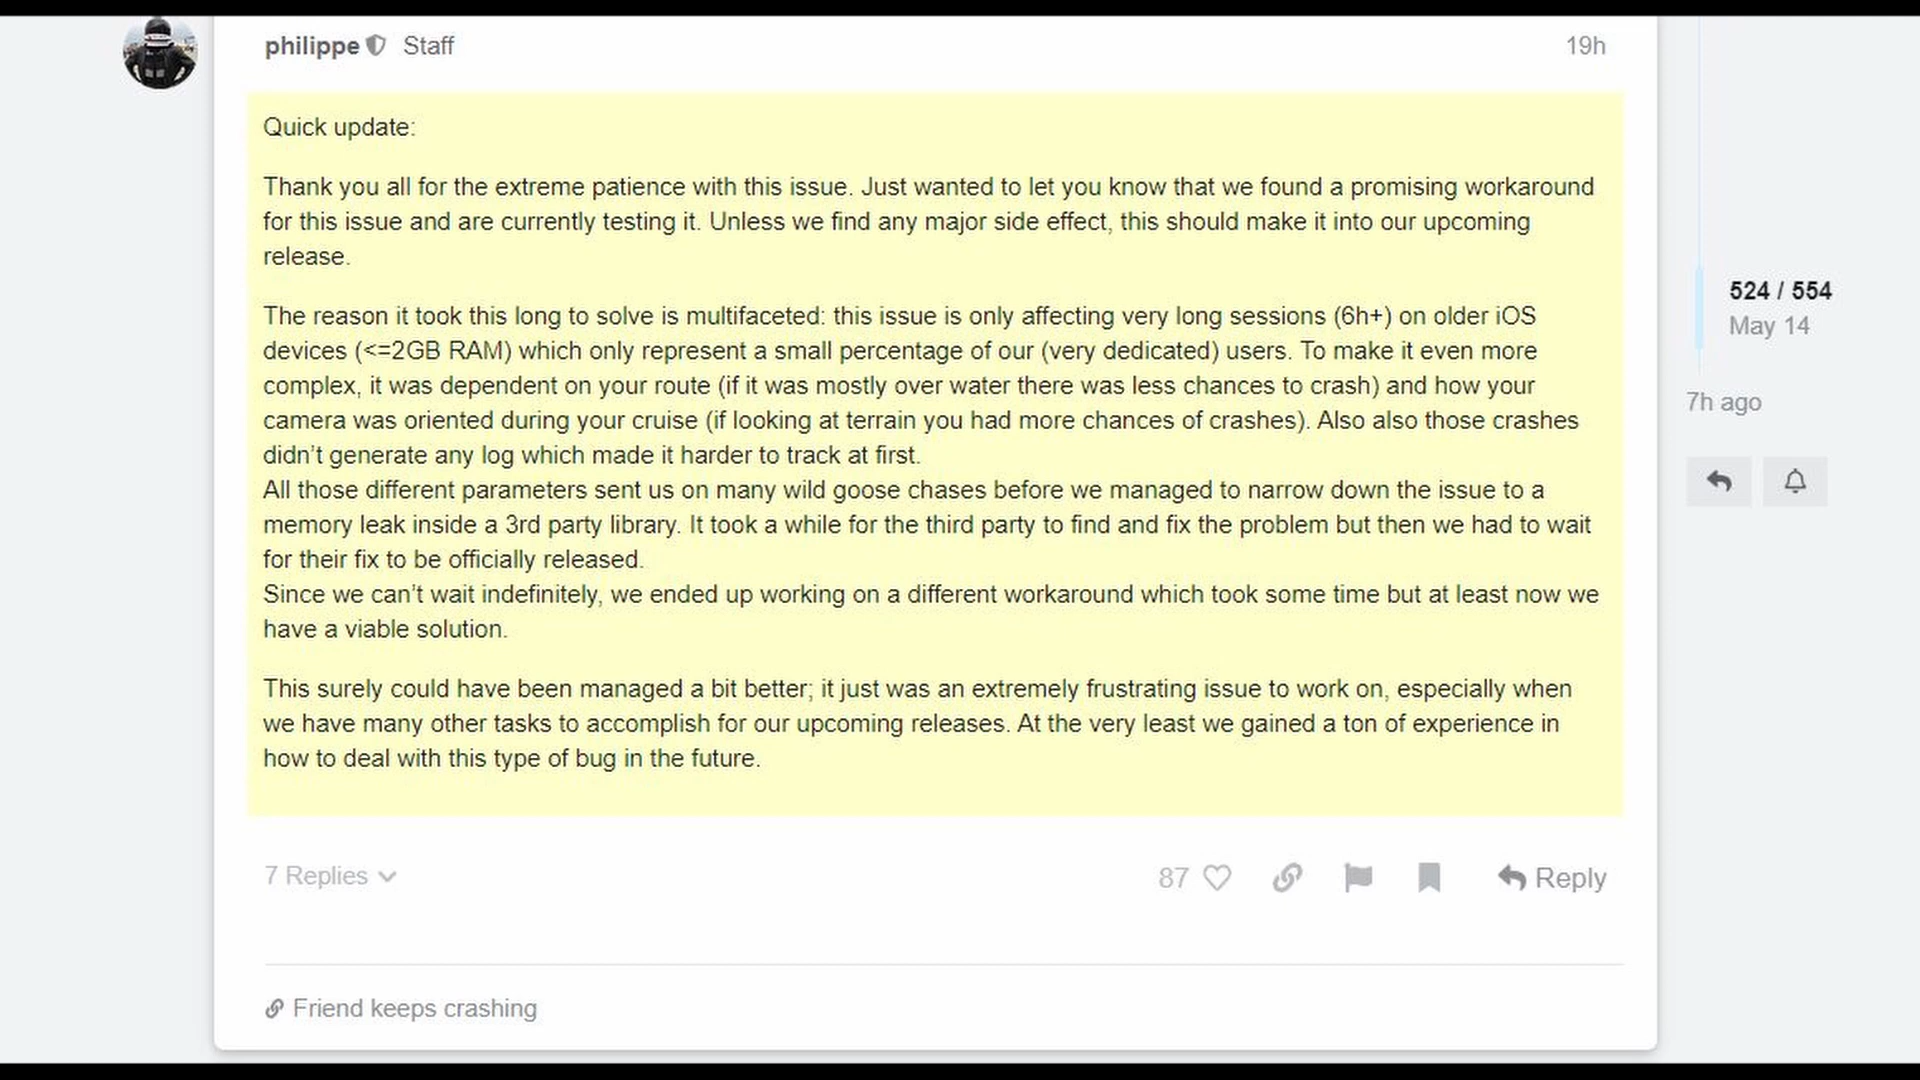 philippe Staff 19h
Quick update:
Thank you all for the extreme patience with this issue. Just wanted to let you know that we found a promising workaround
for this issue and are currently testing it. Unless we find any major side effect, this should make it into our upcoming
release.
The reason it took this long to solve is multifaceted: this issue is only affecting very long sessions (6h+) on older iOS
devices (<=2GB RAM) which only represent a small percentage of our (very dedicated) users. To make it even more
complex, it was dependent on your route (if it was mostly over water there was less chances to crash) and how your
camera was oriented during your cruise (if looking at terrain you had more chances of crashes). Also also those crashes
didn't generate any log which made it harder to track at first.
All those different parameters sent us on many wild goose chases before we managed to narrow down the issue to a
memory leak inside a 3rd party library. It took a while for the third party to find and fix the problem but then we had to wait
for their fix to be officially released.
Since we can't wait indefinitely, we ended up working on a different workaround which took some time but at least now we
have a viable solution.
This surely could have been managed a bit better; it just was an extremely frustrating issue to work on, especially when
we have many other tasks to accomplish for our upcoming releases. At the very least we gained a ton of experience in
how to deal with this type of bug in the future.
7 Replies 87 Reply
Friend keeps crashing
524 / 554
May 14
7h ago